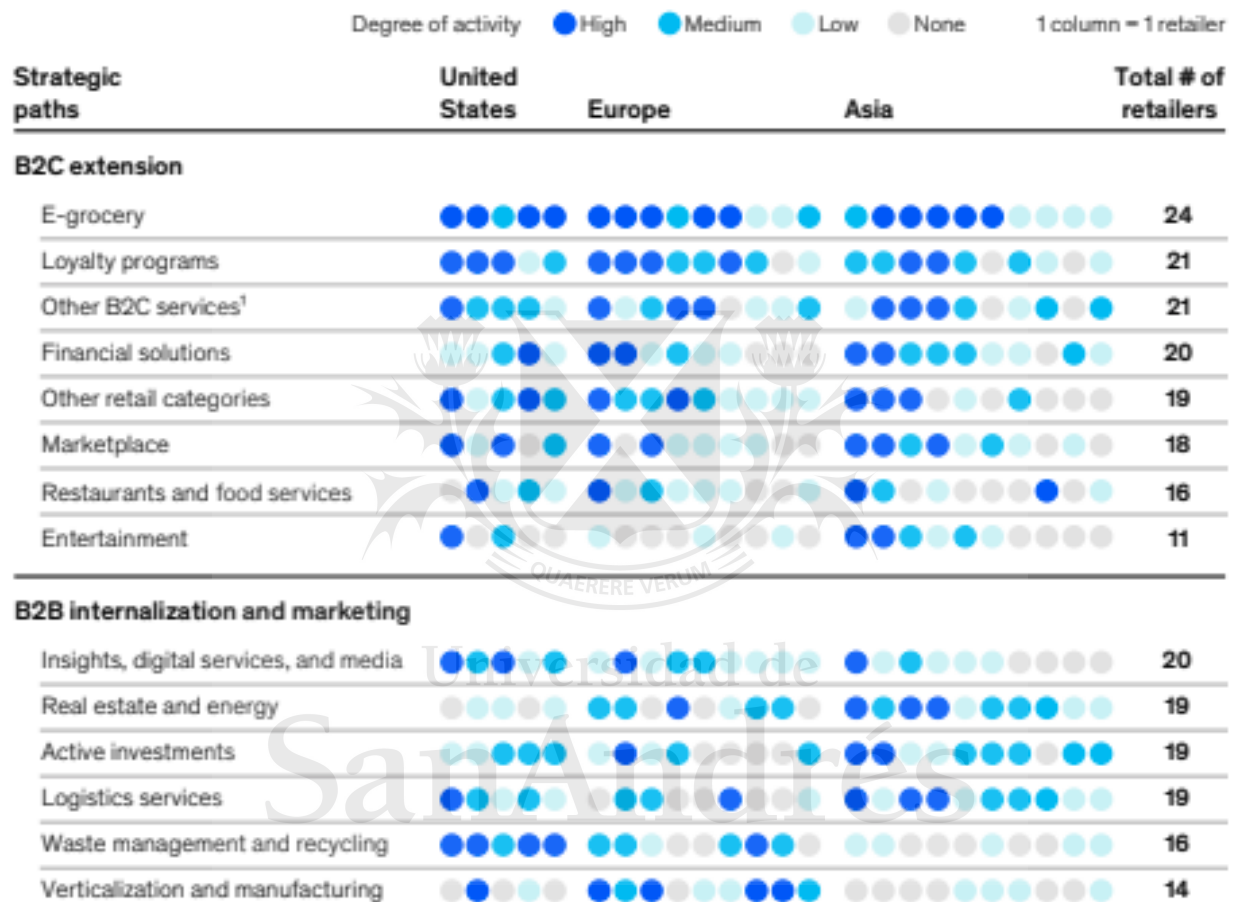 Degree of activity High Medium Low None 1 column = 1 retailer
Strategic paths United States Europe Asia Total # of retailers
B2C extension
E-grocery 24
Loyalty programs 21
Other B2C services¹ 21
Financial solutions 20
Other retail categories 19
Marketplace 18
Restaurants and food services 16
Entertainment 11
QUAERERE VERUM
B2B internalization and marketing
Insights, digital services, and media 20
Universidad de
Real estate and energy 19
SanAndrés
Active investments 19
Logistics services 19
Waste management and recycling 16
Verticalization and manufacturing 14